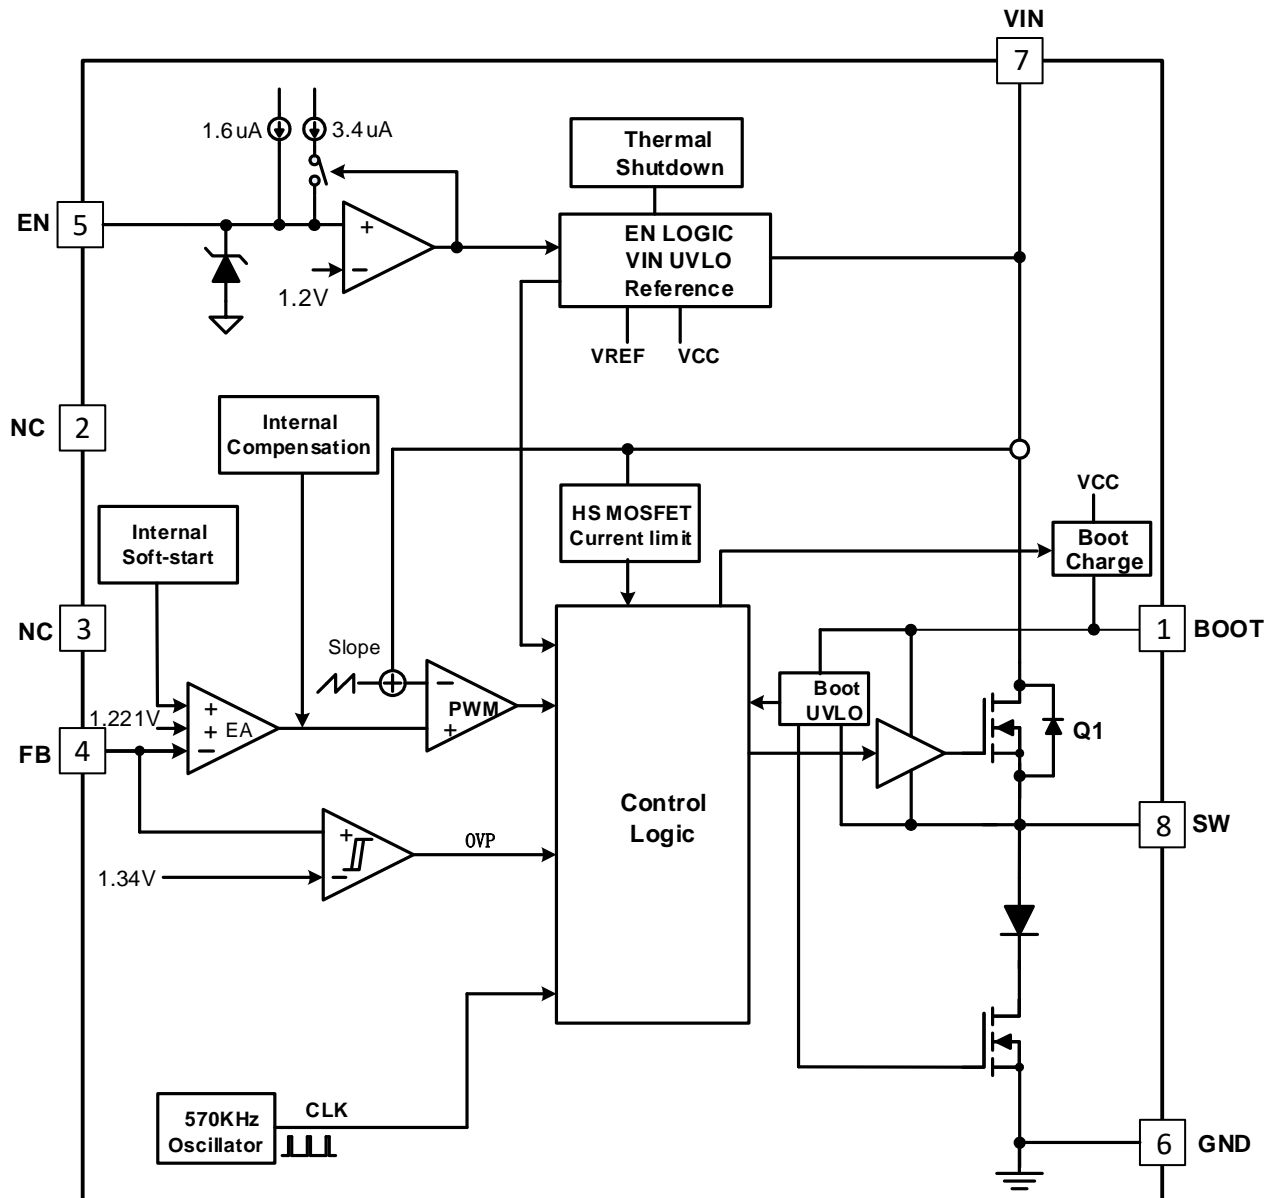 VIN
7
1.6uA
3.4uA
Thermal
Shutdown
EN
5
+
−
1.2V
EN LOGIC
VIN UVLO
Reference
VREF
VCC
NC
2
Internal
Compensation
VCC
HS MOSFET
Current limit
Boot
Charge
Internal
Soft-start
NC
3
1
BOOT
Slope
+
−
PWM
+
Boot
UVLO
1.221V
+
+
EA
−
FB
4
Q1
Control
Logic
8
SW
+
−
OVP
1.34V
570KHz
Oscillator
CLK
6
GND